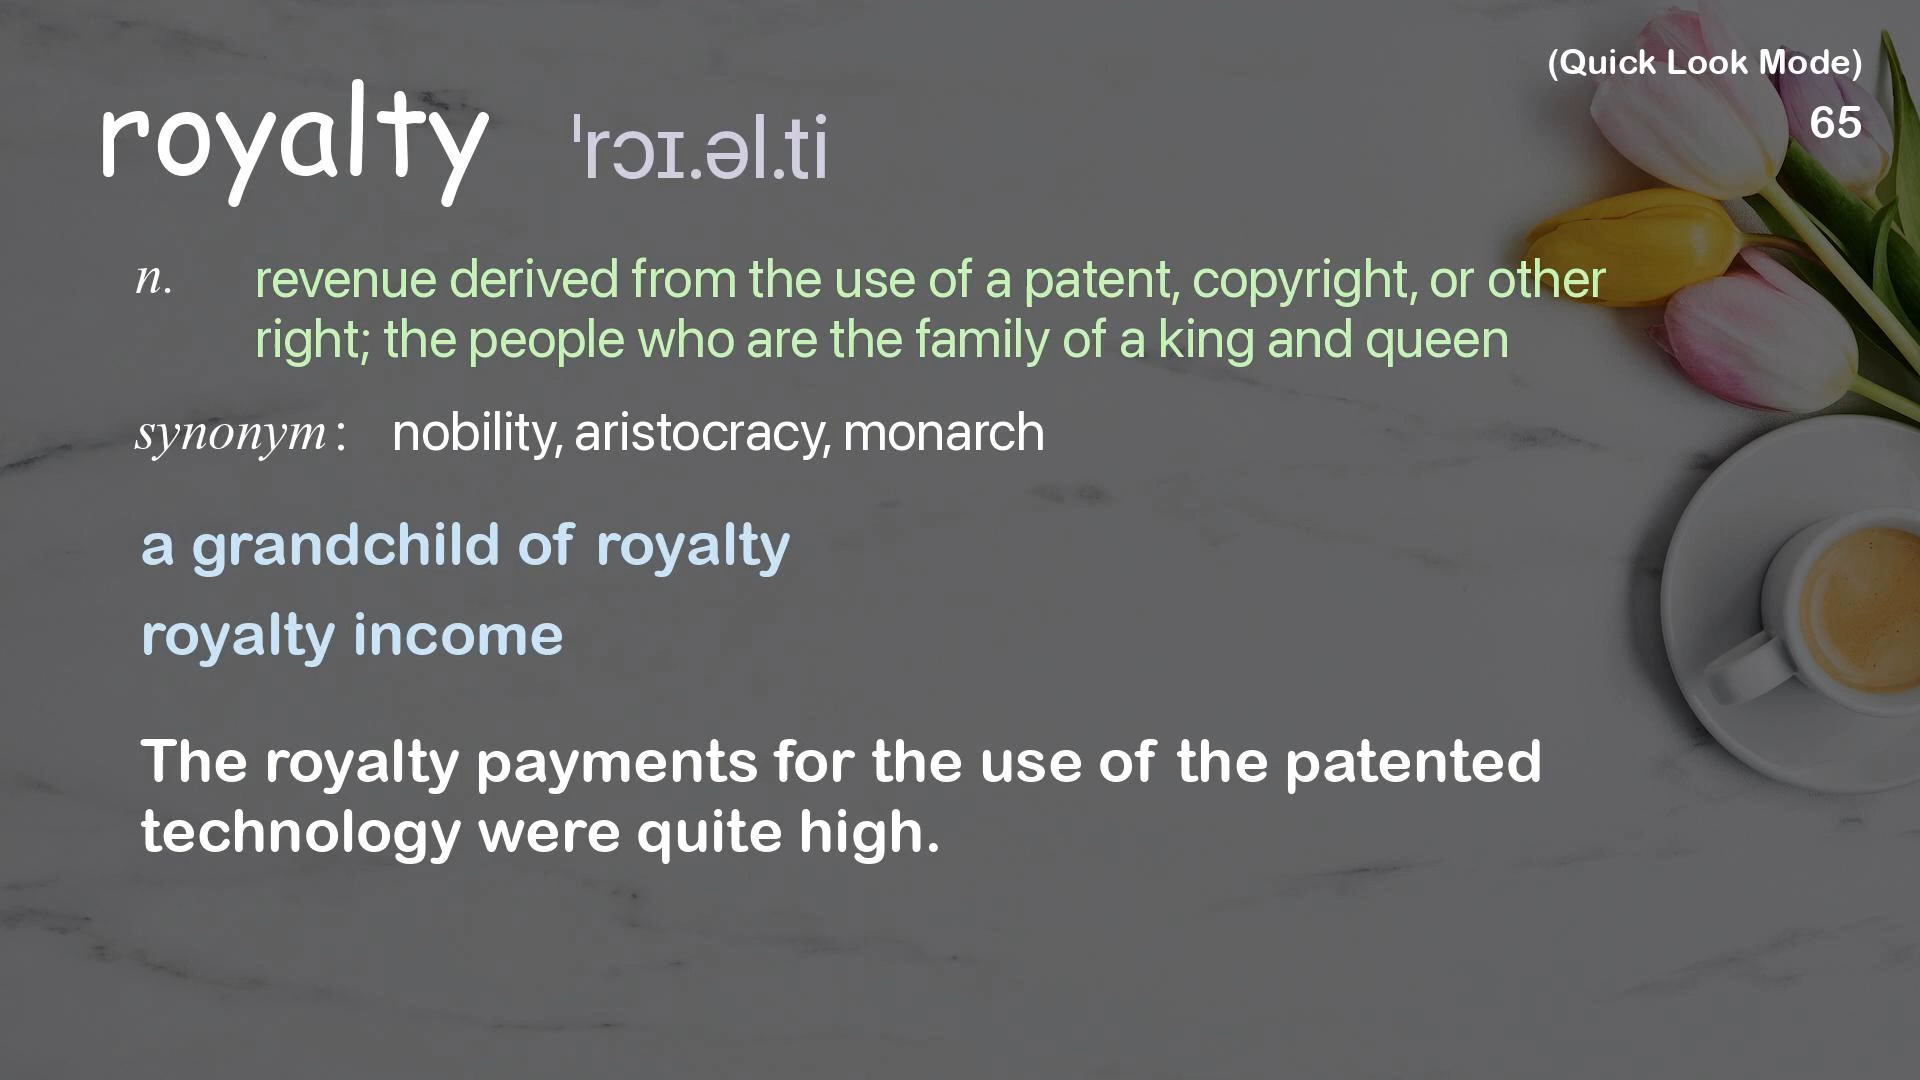 (Quick Look Mode)
65
royalty ˈrɔɪ.əl.ti
n. revenue derived from the use of a patent, copyright, or other
right; the people who are the family of a king and queen
synonym: nobility, aristocracy, monarch
a grandchild of royalty
royalty income
The royalty payments for the use of the patented
technology were quite high.